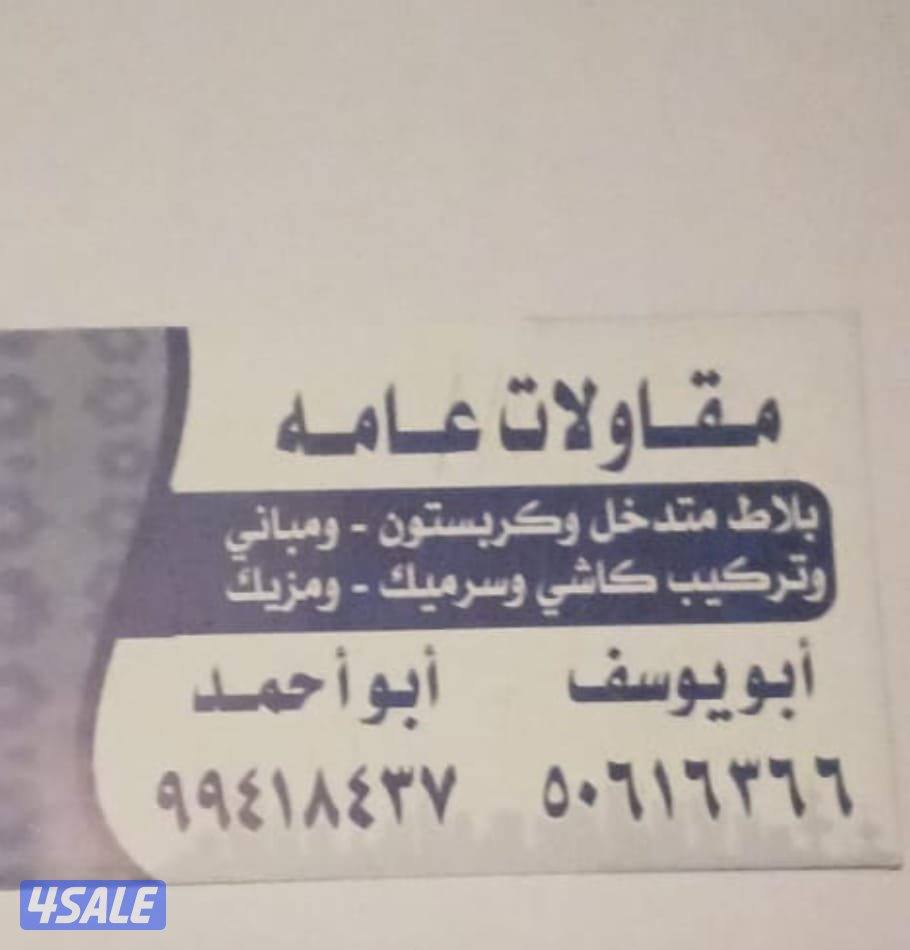 مقاولات عامه
بلاط متدخل وكربستون - ومباني
وتركيب كاشي وسرميك - ومزيك
أبو يوسف أبو أحمد
٥٠٦١٦٣٦٦ ٩٩٤١٨٤٣٧
4SALE